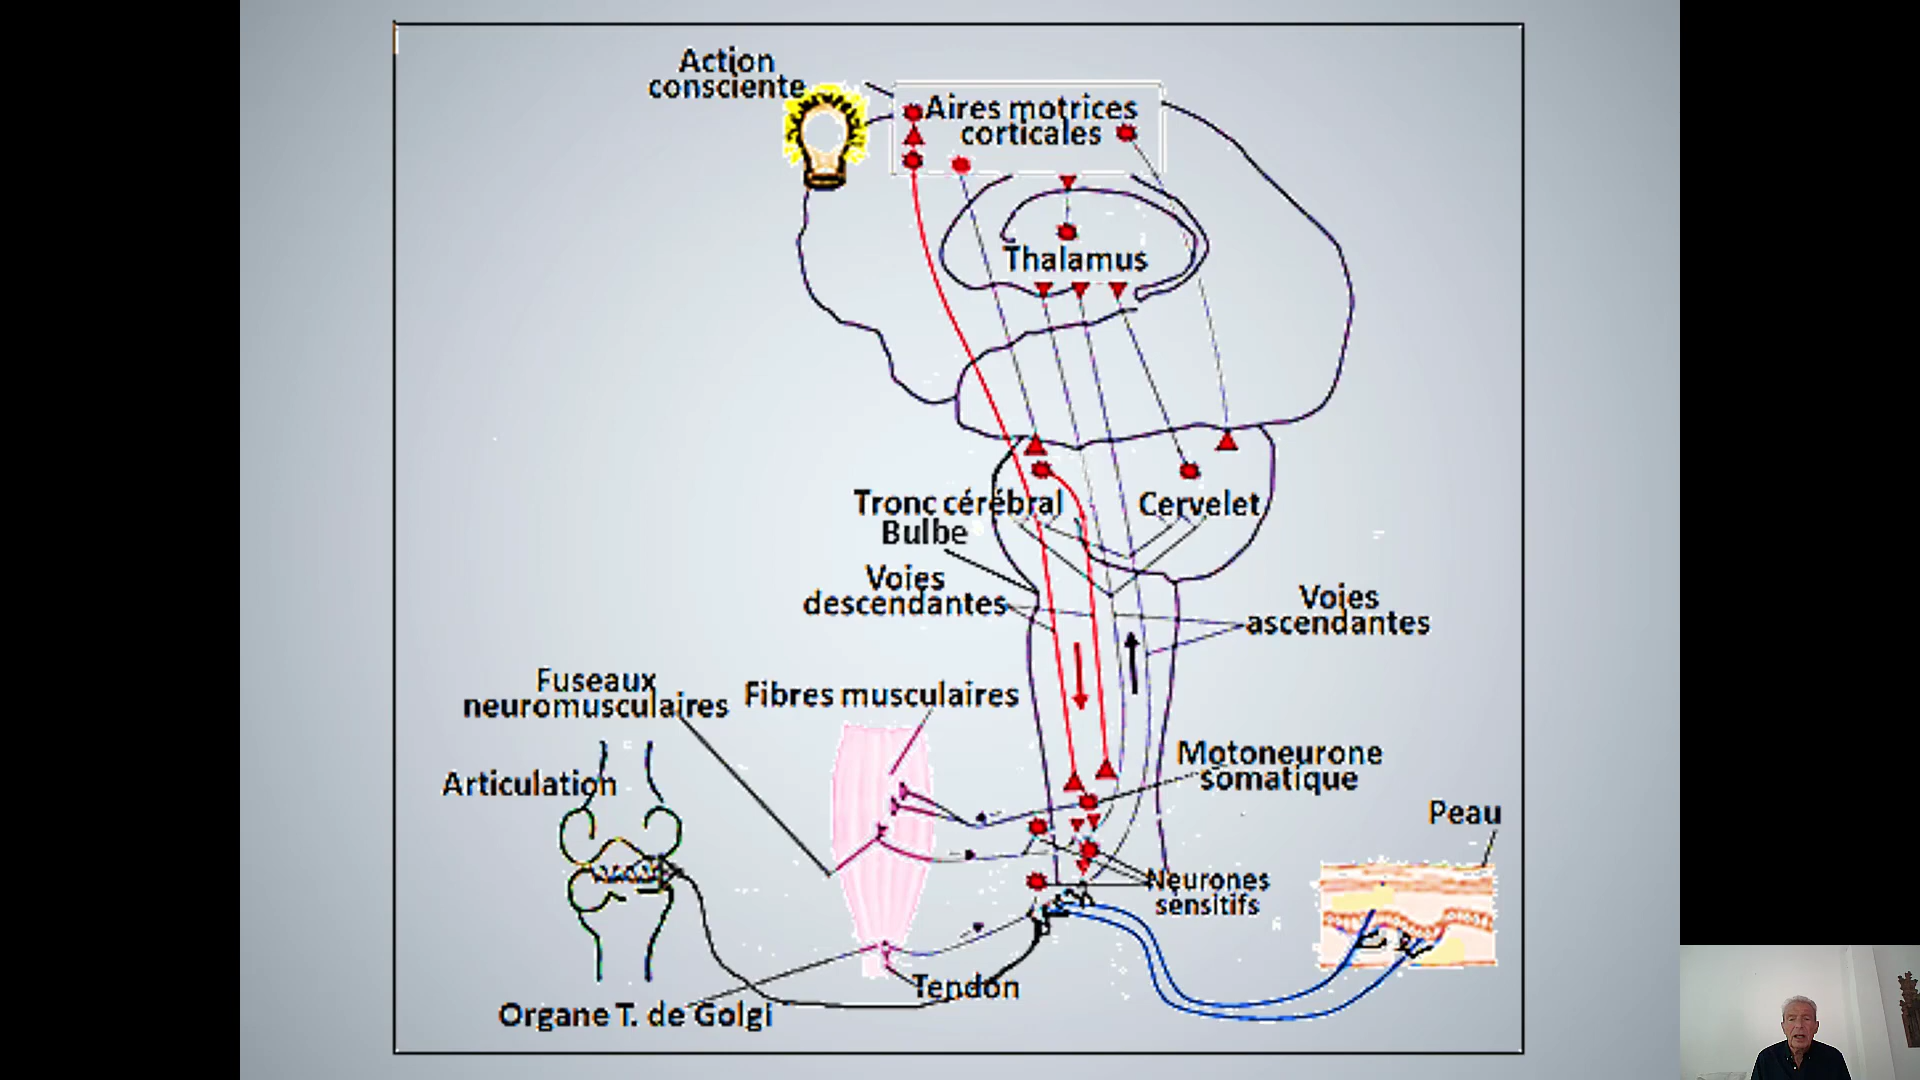 Action
consciente
Aires motrices
corticales
Thalamus
Tronc cérébral
Bulbe
Cervelet
Voies
descendantes
Voies
ascendantes
Fuseaux
neuromusculaires
Fibres musculaires
Articulation
Motoneurone
somatique
Peau
Neurones
sensitifs
Tendon
Organe T. de Golgi